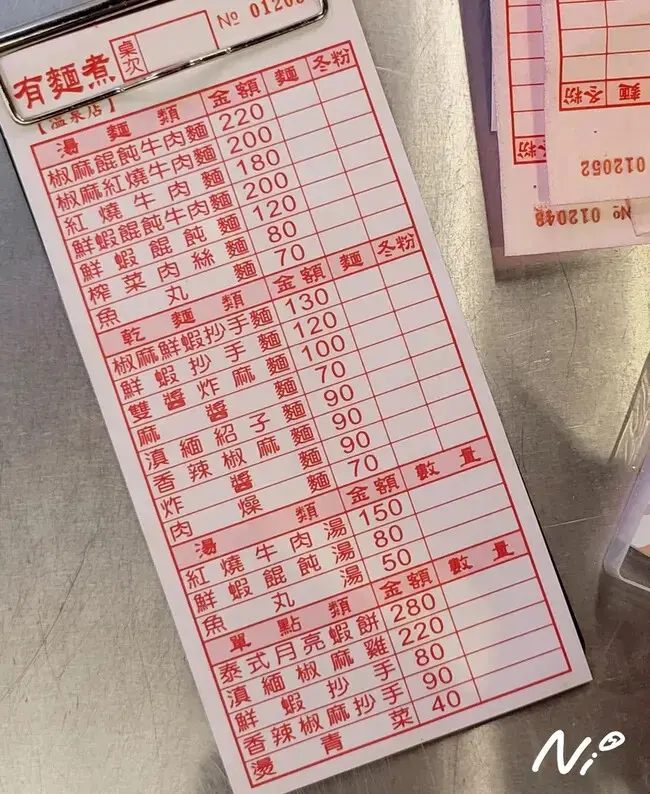 有麵煮
桌次
№ 01205
【溫泉店】
湯麵類 金額 麵 冬粉
椒麻餛飩牛肉麵 220
椒麻紅燒牛肉麵 200
紅燒牛肉麵 180
鮮蝦餛飩牛肉麵 200
鮮蝦餛飩麵 120
榨菜肉絲麵 80
魚丸麵 70
乾麵類 金額 麵 冬粉
椒麻鮮蝦抄手麵 130
鮮蝦抄手麵 120
雙醬炸麻麵 100
麻醬麵 70
滇緬紹子麵 90
香辣椒麻麵 90
炸醬麵 90
肉燥麵 70
湯類 金額 數量
紅燒牛肉湯 150
鮮蝦餛飩湯 80
魚丸湯 50
單點類 金額 數量
泰式月亮蝦餅 280
滇緬椒麻雞 220
鮮蝦抄手 80
香辣椒麻抄手 90
燙青菜 40
麵 冬粉
冬粉
012052
№ 012048
Ni